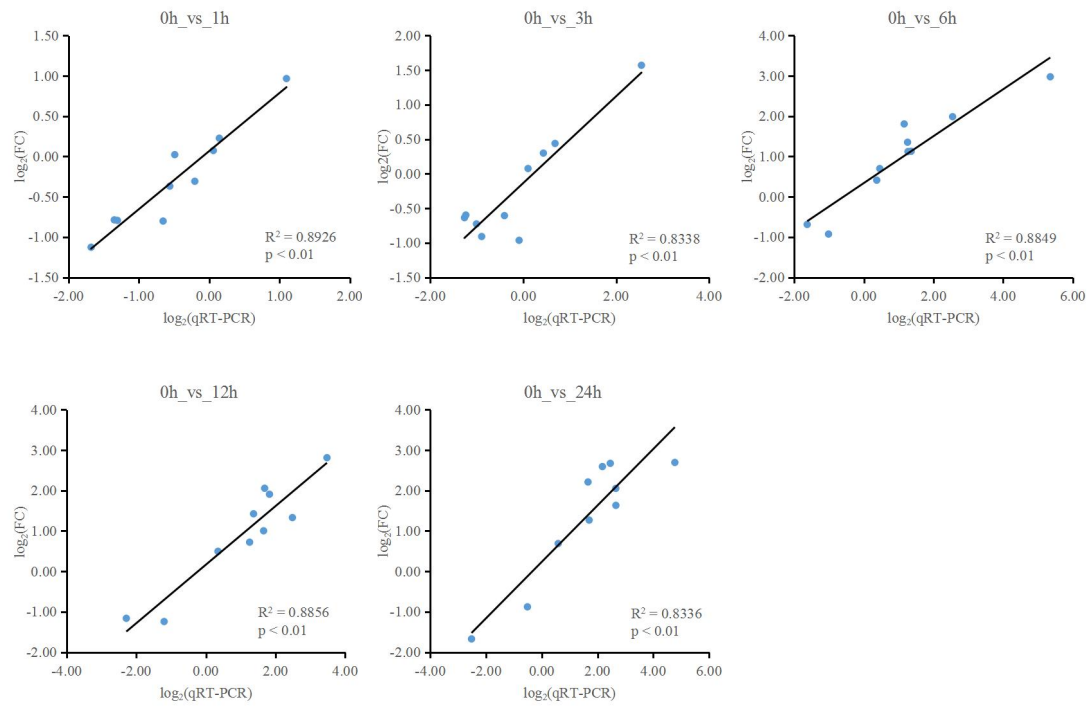 0h_vs_1h
1.50
1.00
0.50
0.00
-0.50
-1.00
-1.50
-2.00 -1.00 0.00 1.00 2.00
log₂(FC)
log₂(qRT-PCR)
R² = 0.8926
p < 0.01
0h_vs_3h
2.00
1.50
1.00
0.50
0.00
-0.50
-1.00
-1.50
-2.00 0.00 2.00 4.00
log2(FC)
log₂(qRT-PCR)
R² = 0.8338
p < 0.01
0h_vs_6h
4.00
3.00
2.00
1.00
0.00
-1.00
-2.00
-2.00 0.00 2.00 4.00 6.00
log₂(FC)
log₂(qRT-PCR)
R² = 0.8849
p < 0.01
0h_vs_12h
4.00
3.00
2.00
1.00
0.00
-1.00
-2.00
-4.00 -2.00 0.00 2.00 4.00
log₂(FC)
log₂(qRT-PCR)
R² = 0.8856
p < 0.01
0h_vs_24h
4.00
3.00
2.00
1.00
0.00
-1.00
-2.00
-4.00 -2.00 0.00 2.00 4.00 6.00
log₂(FC)
log₂(qRT-PCR)
R² = 0.8336
p < 0.01